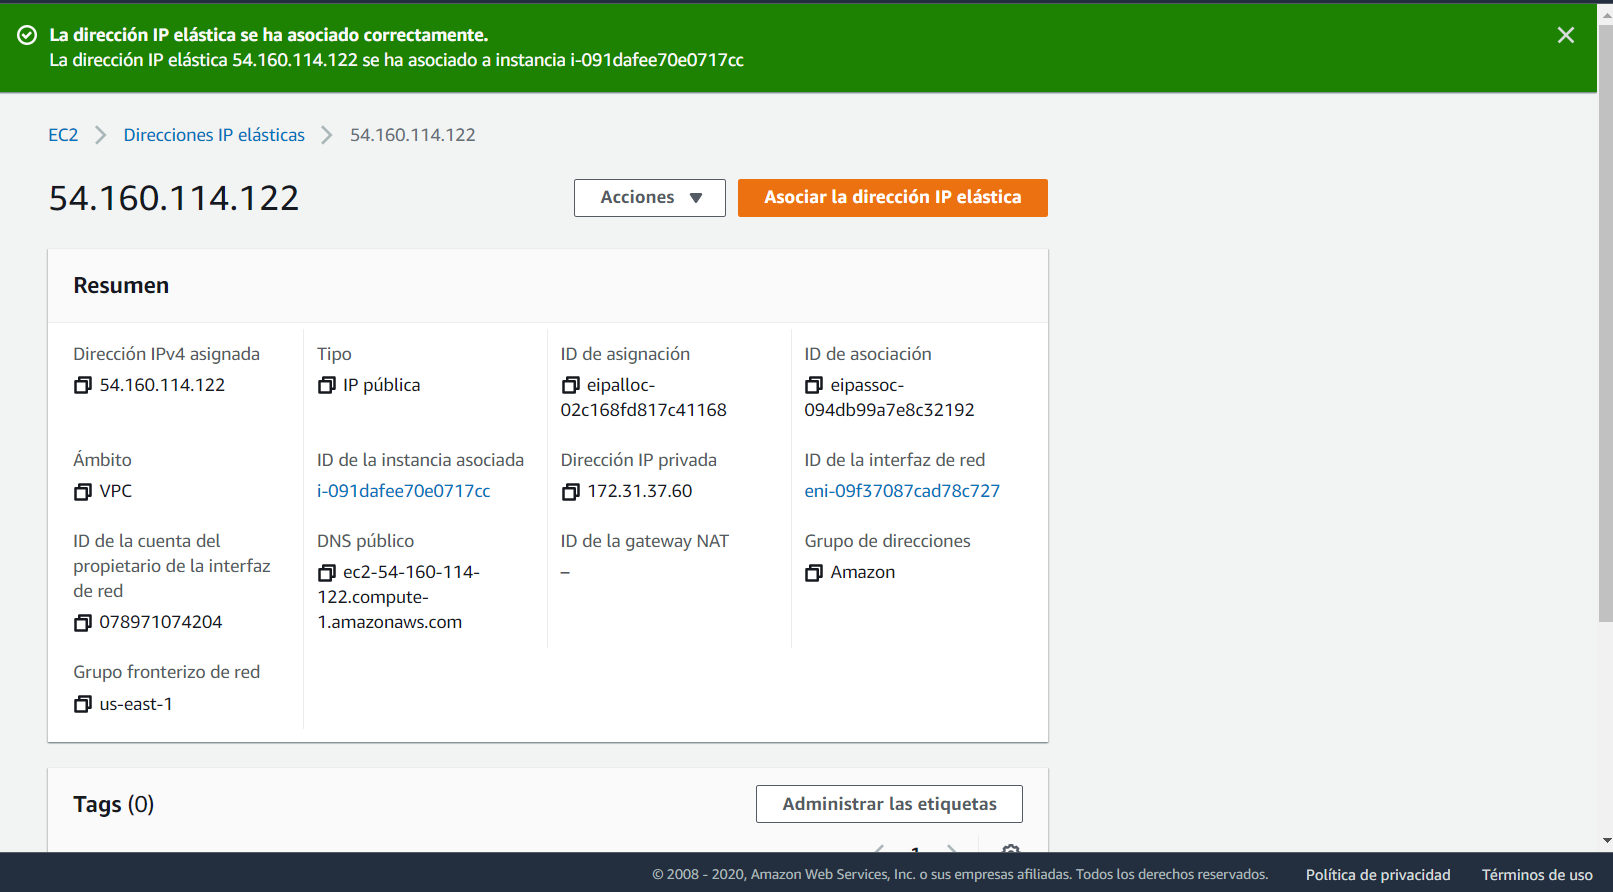 La dirección IP elástica se ha asociado correctamente.
La dirección IP elástica 54.160.114.122 se ha asociado a instancia i-091dafee70e0717cc
EC2 > Direcciones IP elásticas > 54.160.114.122
54.160.114.122
Acciones
Asociar la dirección IP elástica
Resumen
Dirección IPv4 asignada
54.160.114.122
Tipo
IP pública
ID de asignación
eipalloc-
02c168fd817c41168
ID de asociación
eipassoc-
094db99a7e8c32192
Ámbito
VPC
ID de la instancia asociada
i-091dafee70e0717cc
Dirección IP privada
172.31.37.60
ID de la interfaz de red
eni-09f37087cad78c727
ID de la cuenta del
propietario de la interfaz
de red
078971074204
DNS público
ec2-54-160-114-
122.compute-
1.amazonaws.com
ID de la gateway NAT
–
Grupo de direcciones
Amazon
Grupo fronterizo de red
us-east-1
Tags (0)
Administrar las etiquetas
1
© 2008 - 2020, Amazon Web Services, Inc. o sus empresas afiliadas. Todos los derechos reservados.
Política de privacidad
Términos de uso